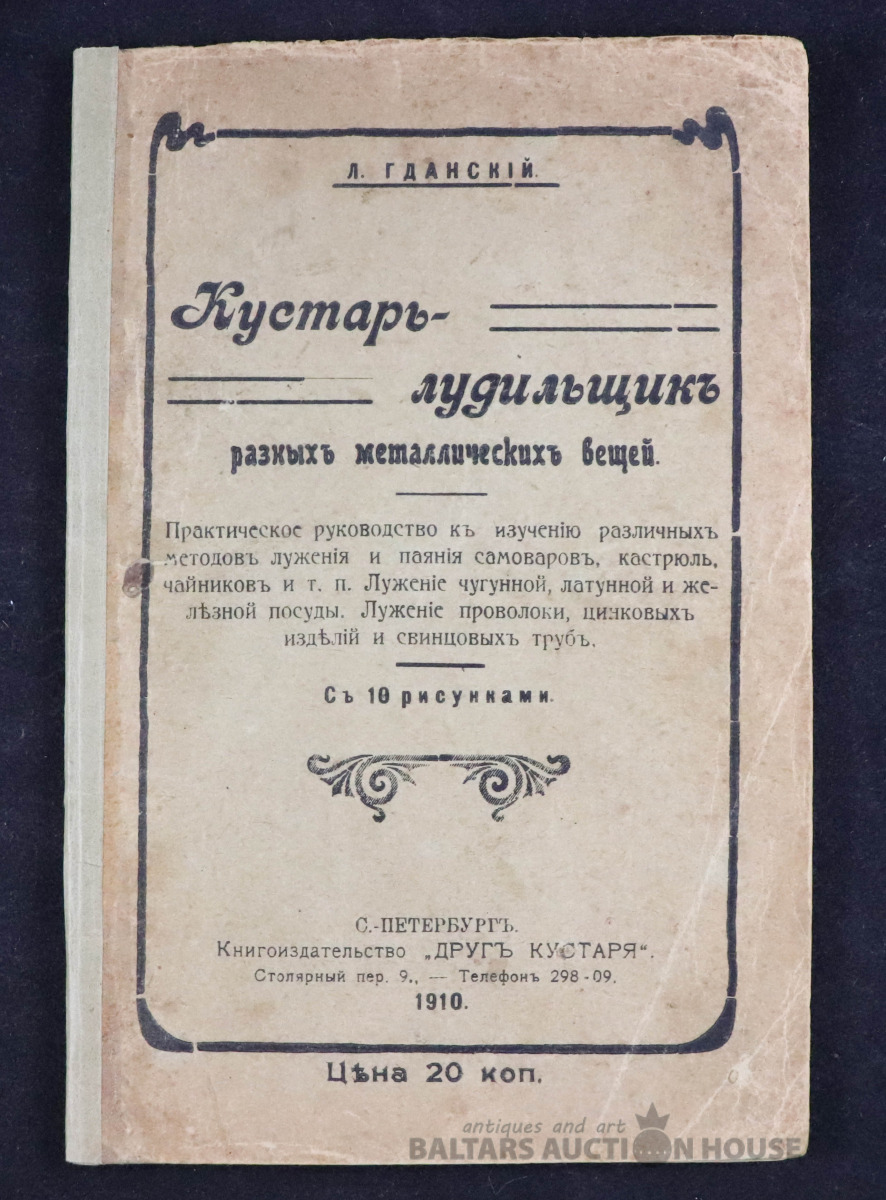 Л. ГДАНСКІЙ.
Кустарь-
лудильщикъ
разныхъ металлическихъ вещей.
Практическое руководство къ изученію различныхъ
методовъ луженія и паянія самоваровъ, кастрюль,
чайниковъ и т. п. Луженіе чугунной, латунной и же-
лѣзной посуды. Луженіе проволоки, цинковыхъ
издѣлій и свинцовыхъ трубъ.
Съ 10 рисунками.
С.-ПЕТЕРБУРГЪ.
Книгоиздательство „ДРУГЪ КУСТАРЯ“.
Столярный пер. 9., — Телефонъ 298-09.
1910.
Цѣна 20 коп.
antiques and art
BALTARS AUCTION HOUSE